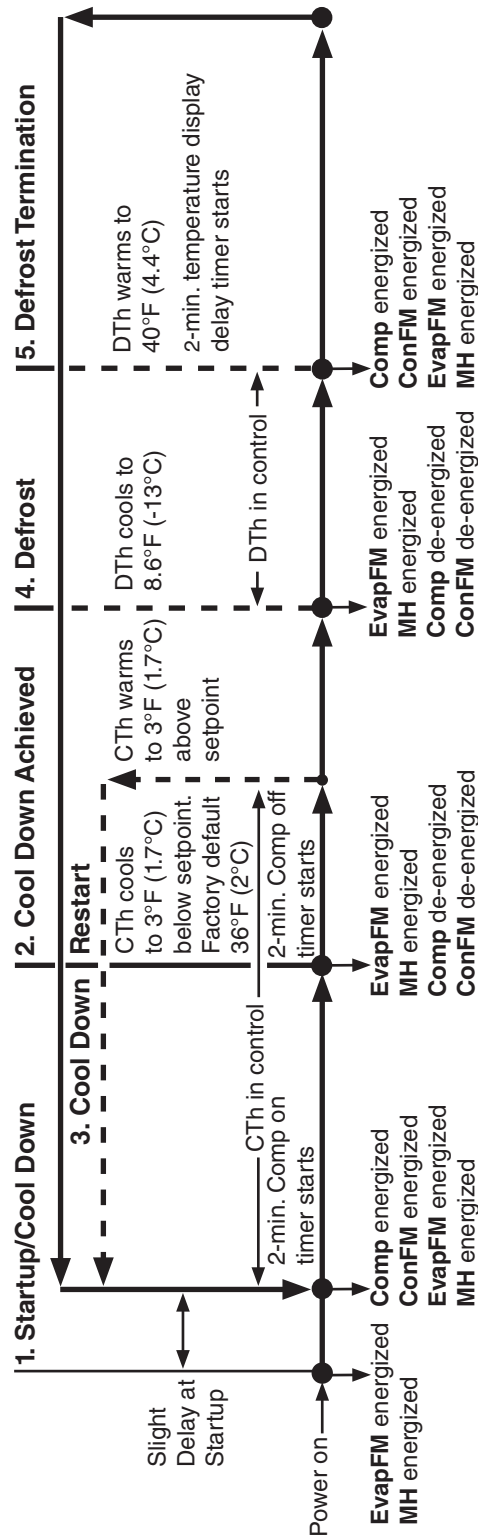 1. Startup/Cool Down
2. Cool Down Achieved
4. Defrost
5. Defrost Termination
3. Cool Down Restart
Slight
Delay at
Startup
CTh cools
to 3°F (1.7°C)
below setpoint.
Factory default
36°F (2°C)
CTh warms
to 3°F (1.7°C)
above
setpoint
DTh cools to
8.6°F (-13°C)
DTh warms to
40°F (4.4°C)
2-min. temperature display
delay timer starts
CTh in control
2-min. Comp on
timer starts
2-min. Comp off
timer starts
DTh in control
Power on
EvapFM energized
MH energized
Comp energized
ConFM energized
EvapFM energized
MH energized
EvapFM energized
MH energized
Comp de-energized
ConFM de-energized
EvapFM energized
MH energized
Comp de-energized
ConFM de-energized
Comp energized
ConFM energized
EvapFM energized
MH energized